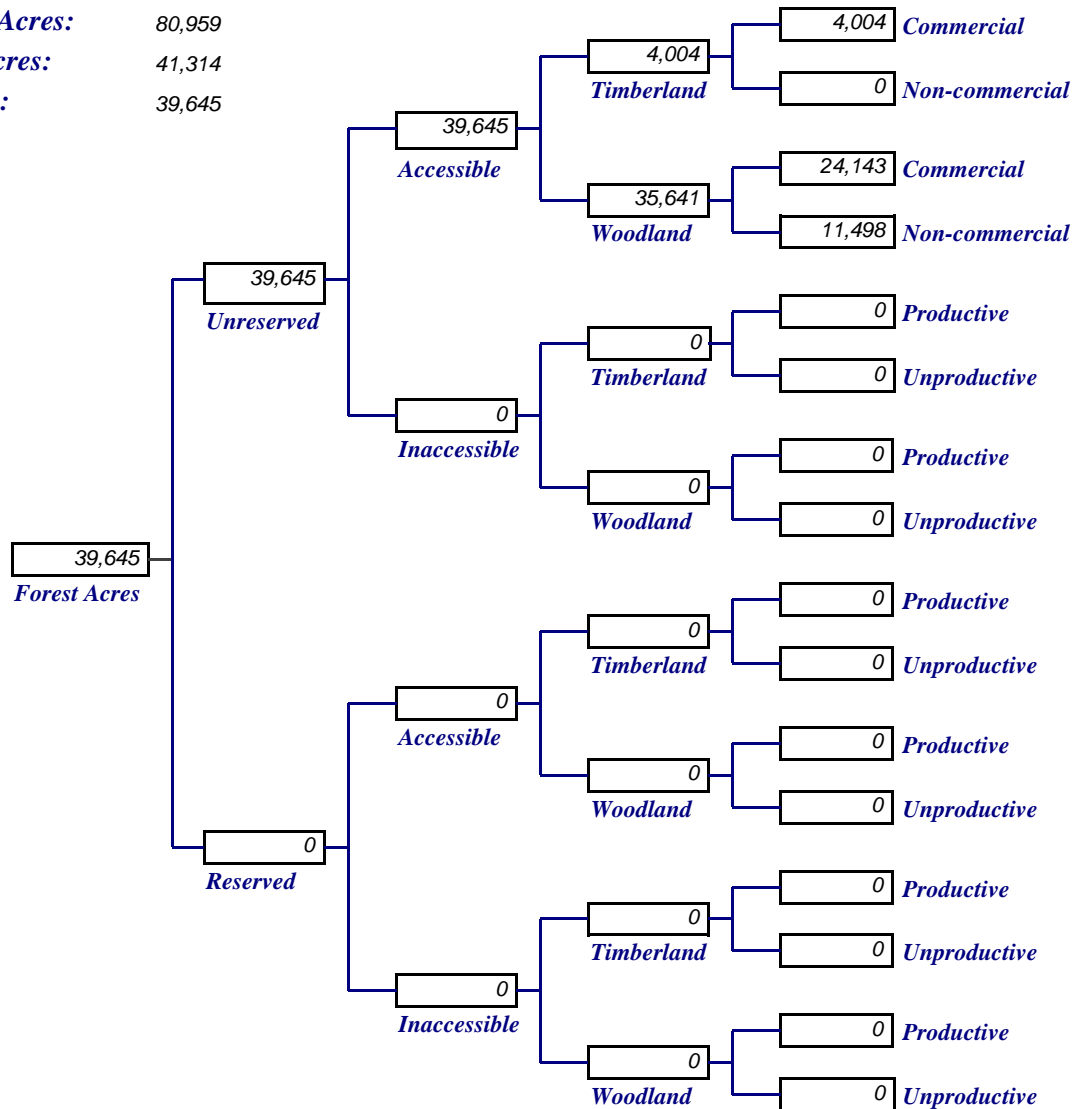 Acres: 80,959
cres: 41,314
: 39,645
4,004 Commercial
4,004
Timberland
0 Non-commercial
39,645
Accessible
24,143 Commercial
35,641
Woodland
11,498 Non-commercial
39,645
Unreserved
0 Productive
0
Timberland
0 Unproductive
0
Inaccessible
0 Productive
0
Woodland
0 Unproductive
39,645
Forest Acres
0 Productive
0
Timberland
0 Unproductive
0
Accessible
0 Productive
0
Woodland
0 Unproductive
0
Reserved
0 Productive
0
Timberland
0 Unproductive
0
Inaccessible
0 Productive
0
Woodland
0 Unproductive